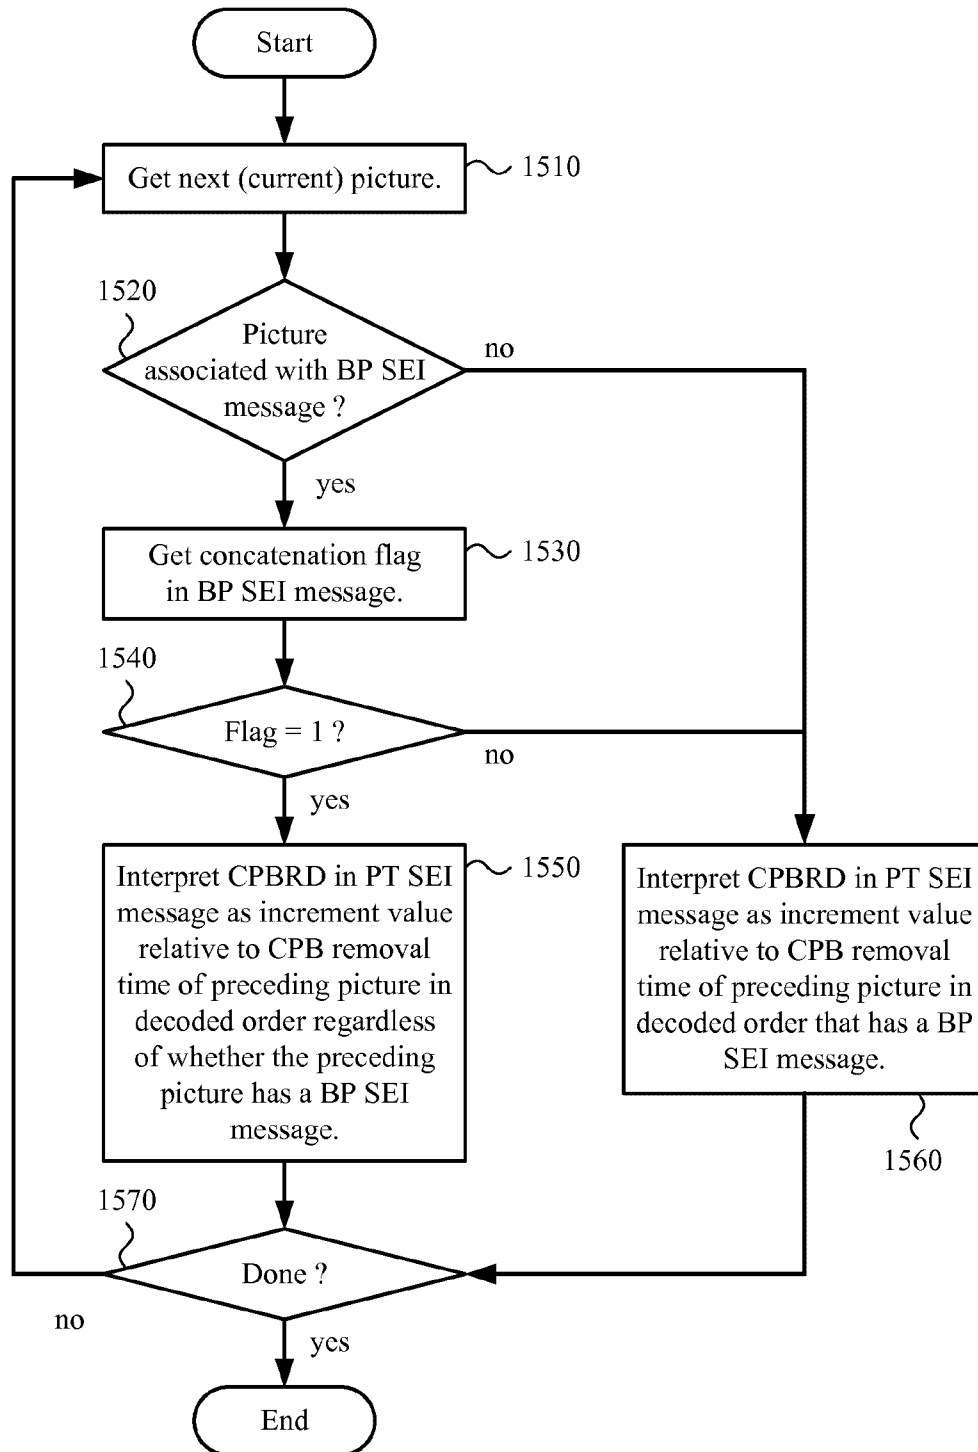 Start
Get next (current) picture.
1510
1520
Picture
associated with BP SEI
message ?
no
yes
Get concatenation flag
in BP SEI message.
1530
1540
Flag = 1 ?
no
yes
Interpret CPBRD in PT SEI
message as increment value
relative to CPB removal
time of preceding picture in
decoded order regardless
of whether the preceding
picture has a BP SEI
message.
1550
Interpret CPBRD in PT SEI
message as increment value
relative to CPB removal
time of preceding picture in
decoded order that has a BP
SEI message.
1560
1570
Done ?
no
yes
End